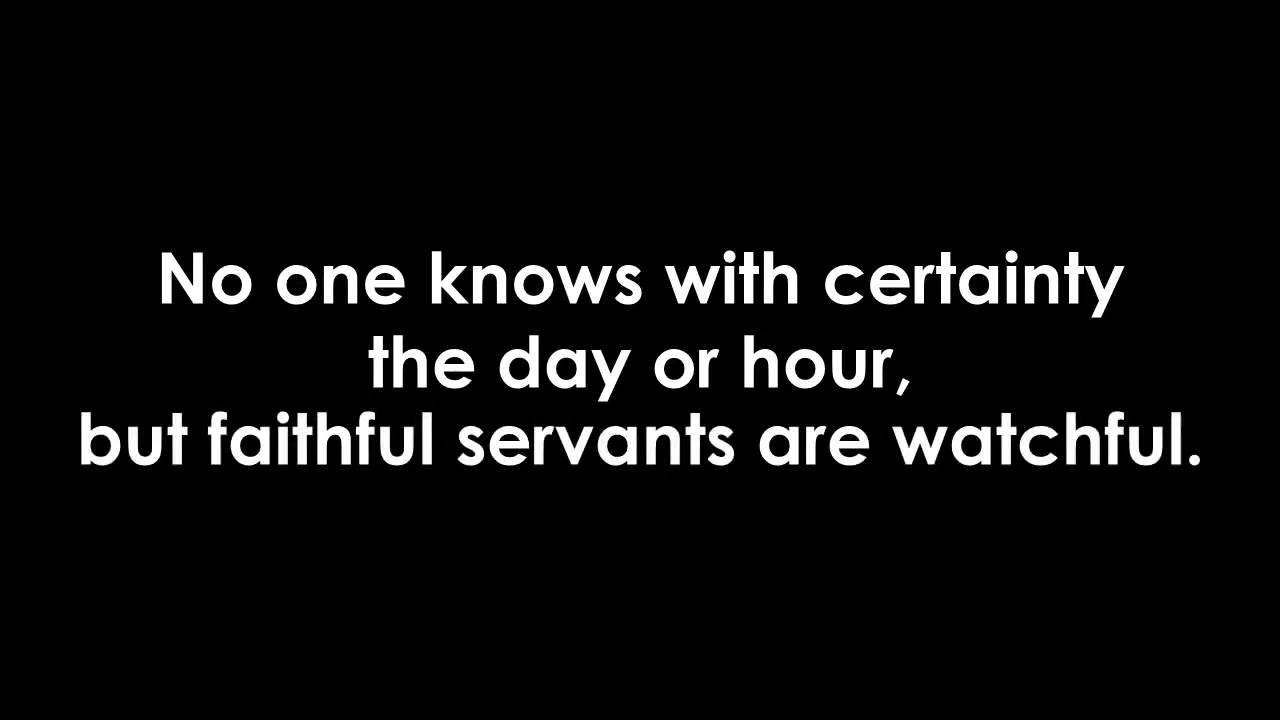 No one knows with certainty
the day or hour,
but faithful servants are watchful.